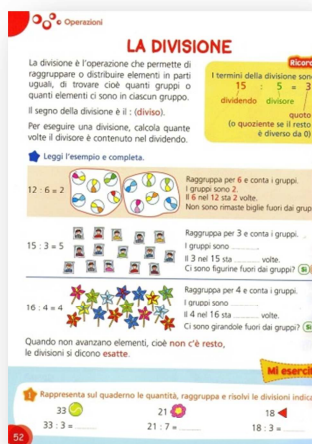 Operazioni
LA DIVISIONE
La divisione è l'operazione che permette di
raggruppare o distribuire elementi in parti
uguali, di trovare cioè quanti gruppi o
quanti elementi ci sono in ciascun gruppo.
Il segno della divisione è il : (diviso).
Per eseguire una divisione, calcola quante
volte il divisore è contenuto nel dividendo.
I termini della divisione son
15 : 5 = 3
dividendo divisore
quoto
(o quoziente se il resto
è diverso da 0)
Leggi l'esempio e completa.
12 : 6 = 2
Raggruppa per 6 e conta i gruppi.
I gruppi sono 2.
Il 6 nel 12 sta 2 volte.
Non sono rimaste biglie fuori dai grup
15 : 3 = 5
Raggruppa per 3 e conta i gruppi.
I gruppi sono ..........
Il 3 nel 15 sta .......... volte.
Ci sono figurine fuori dai gruppi? Sì
16 : 4 = 4
Raggruppa per 4 e conta i gruppi.
I gruppi sono ..........
Il 4 nel 16 sta .......... volte.
Ci sono girandole fuori dai gruppi? Sì
Quando non avanzano elementi, cioè non c'è resto,
le divisioni si dicono esatte.
Mi eserci
1 Rappresenta sul quaderno le quantità, raggruppa e risolvi le divisioni indica
33 21 18
33 : 3 = ........ 21 : 7 = ........ 18 : 3 = ........
52